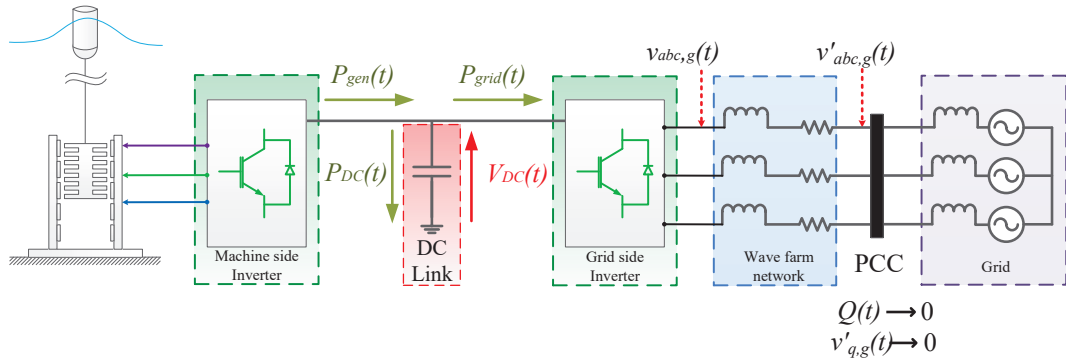 v_abc,g(t)
v'_abc,g(t)
P_gen(t)
P_grid(t)
P_DC(t)
V_DC(t)
Machine side
Inverter
DC
Link
Grid side
Inverter
Wave farm
network
PCC
Grid
Q(t) → 0
v'_q,g(t) → 0